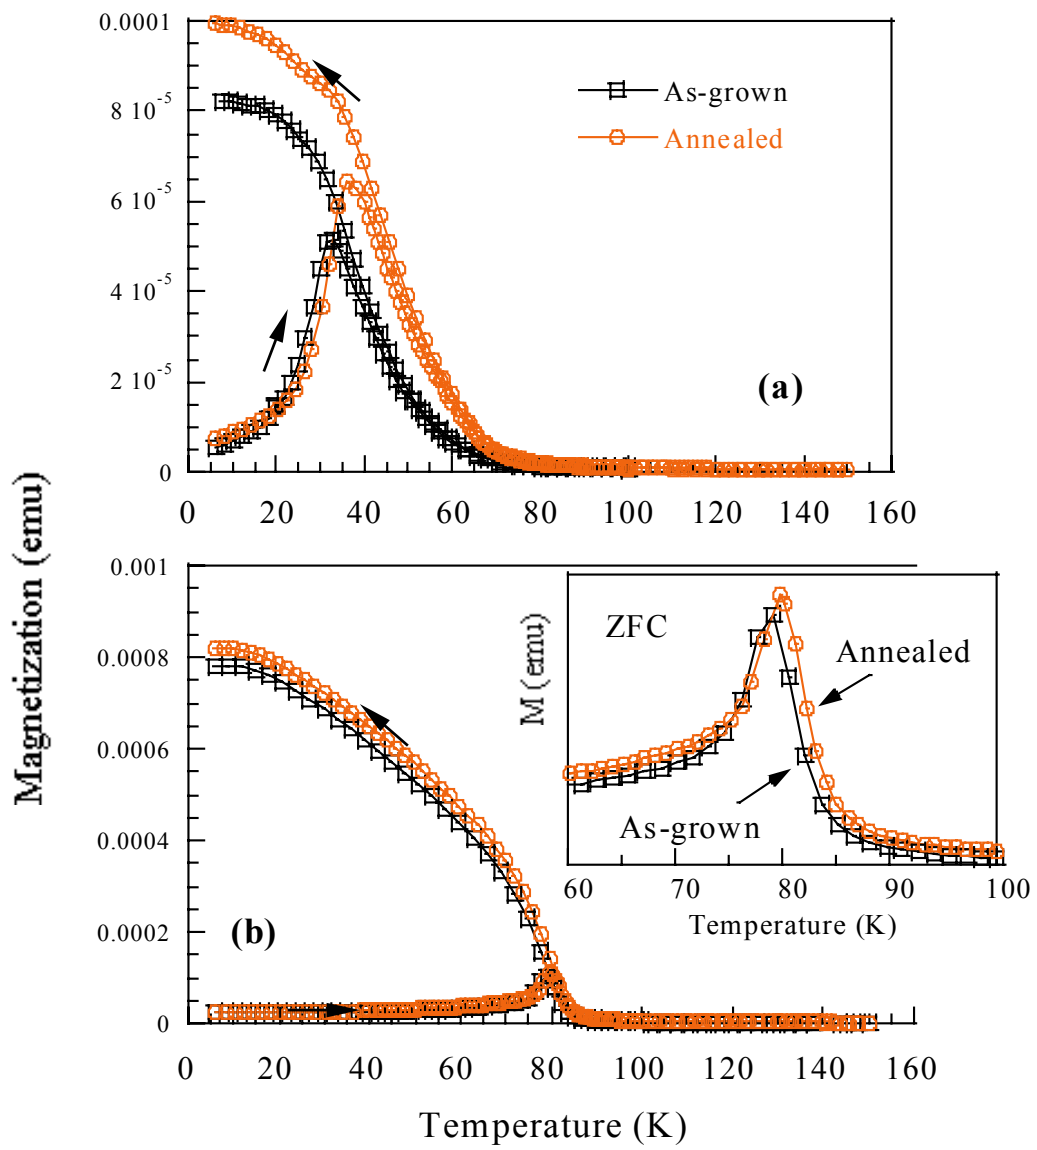 0.0001
8 10⁻⁵
6 10⁻⁵
4 10⁻⁵
2 10⁻⁵
0
As-grown
Annealed
(a)
0 20 40 60 80 100 120 140 160
Magnetization (emu)
0.001
0.0008
0.0006
0.0004
0.0002
0
ZFC
M (emu)
Annealed
As-grown
60 70 80 90 100
Temperature (K)
(b)
0 20 40 60 80 100 120 140 160
Temperature (K)